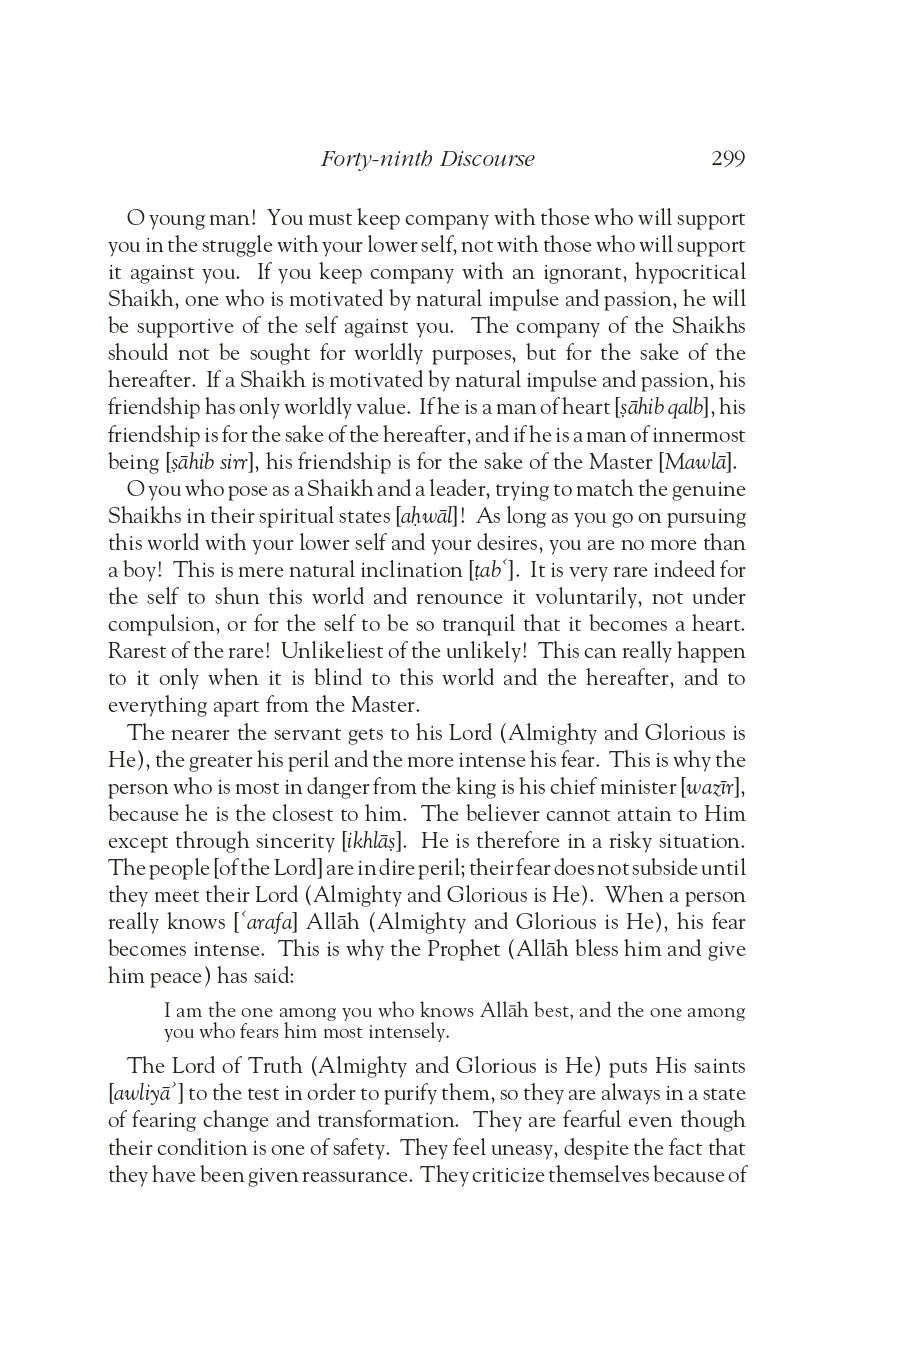 Forty-ninth Discourse 299
O young man! You must keep company with those who will support
you in the struggle with your lower self, not with those who will support
it against you. If you keep company with an ignorant, hypocritical
Shaikh, one who is motivated by natural impulse and passion, he will
be supportive of the self against you. The company of the Shaikhs
should not be sought for worldly purposes, but for the sake of the
hereafter. If a Shaikh is motivated by natural impulse and passion, his
friendship has only worldly value. If he is a man of heart [ṣāhib qalb], his
friendship is for the sake of the hereafter, and if he is a man of innermost
being [ṣāhib sirr], his friendship is for the sake of the Master [Mawlā].
O you who pose as a Shaikh and a leader, trying to match the genuine
Shaikhs in their spiritual states [aḥwāl]! As long as you go on pursuing
this world with your lower self and your desires, you are no more than
a boy! This is mere natural inclination [ṭabʿ]. It is very rare indeed for
the self to shun this world and renounce it voluntarily, not under
compulsion, or for the self to be so tranquil that it becomes a heart.
Rarest of the rare! Unlikeliest of the unlikely! This can really happen
to it only when it is blind to this world and the hereafter, and to
everything apart from the Master.
The nearer the servant gets to his Lord (Almighty and Glorious is
He), the greater his peril and the more intense his fear. This is why the
person who is most in danger from the king is his chief minister [wazīr],
because he is the closest to him. The believer cannot attain to Him
except through sincerity [ikhlāṣ]. He is therefore in a risky situation.
The people [of the Lord] are in dire peril; their fear does not subside until
they meet their Lord (Almighty and Glorious is He). When a person
really knows [ʿarafa] Allāh (Almighty and Glorious is He), his fear
becomes intense. This is why the Prophet (Allāh bless him and give
him peace) has said:
I am the one among you who knows Allāh best, and the one among
you who fears him most intensely.
The Lord of Truth (Almighty and Glorious is He) puts His saints
[awliyāʾ] to the test in order to purify them, so they are always in a state
of fearing change and transformation. They are fearful even though
their condition is one of safety. They feel uneasy, despite the fact that
they have been given reassurance. They criticize themselves because of